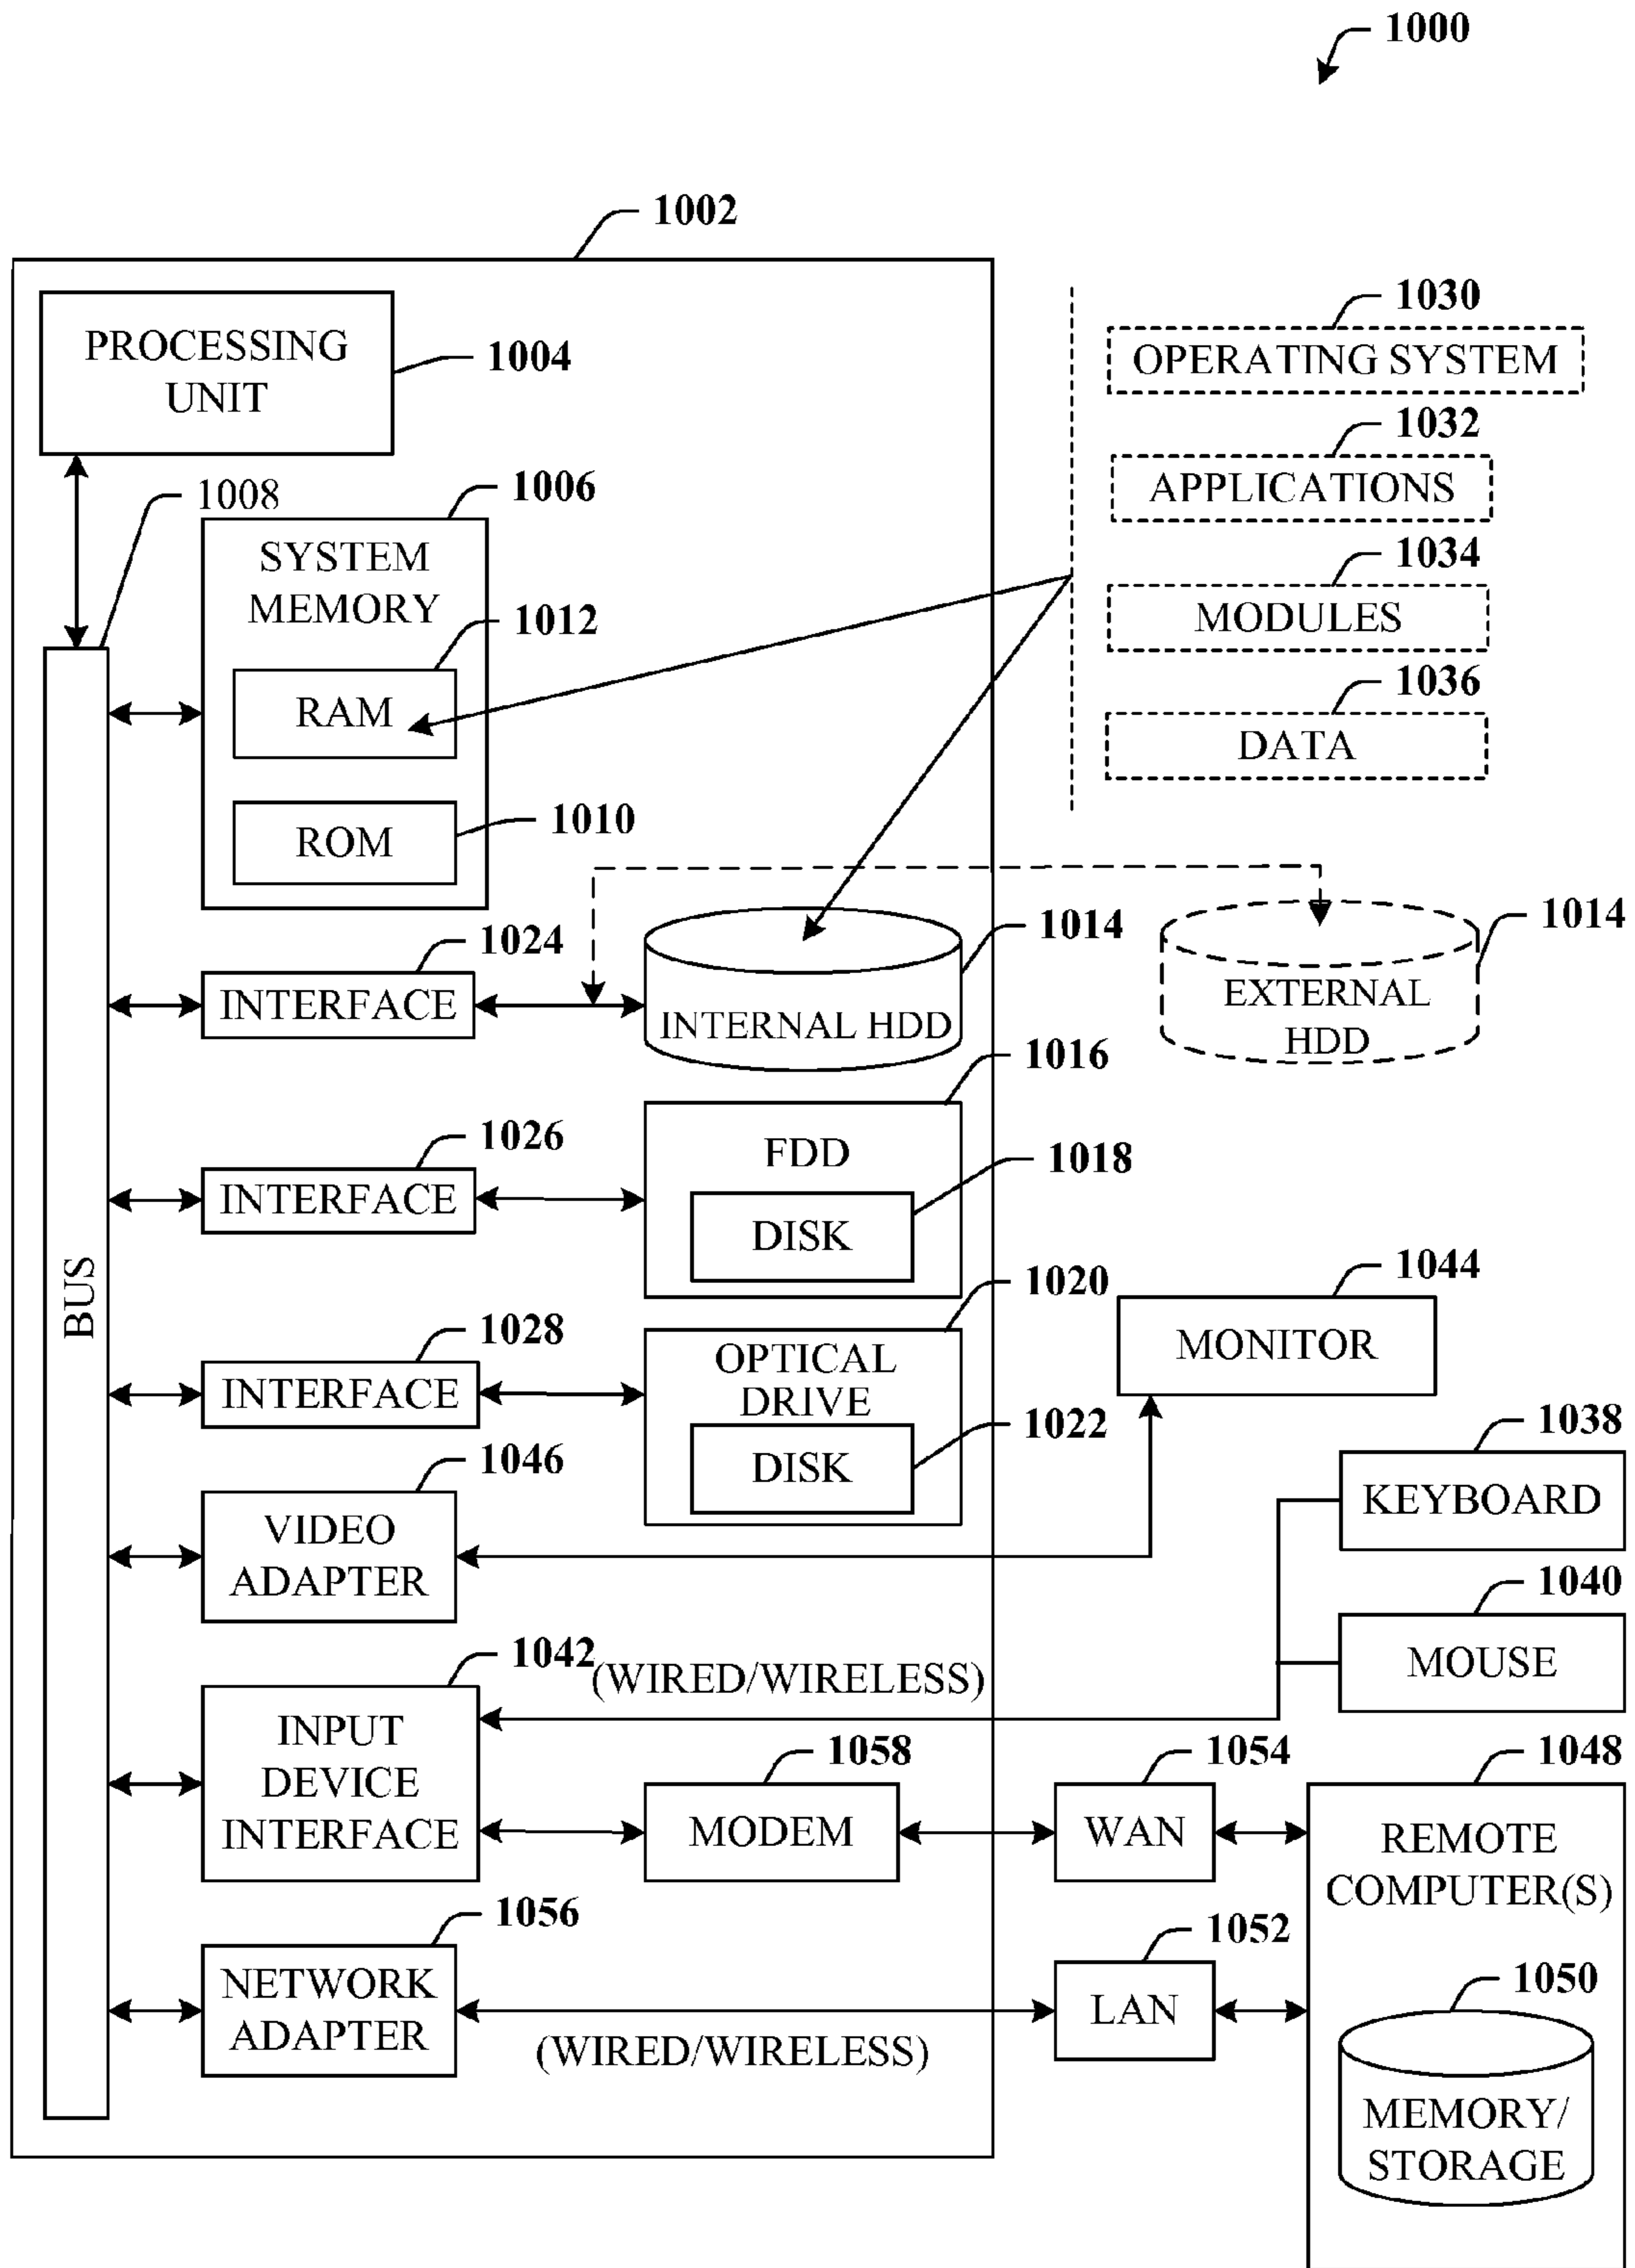 1000
1002
PROCESSING
UNIT
1004
1030
OPERATING SYSTEM
1032
APPLICATIONS
1034
MODULES
1036
DATA
1008
1006
SYSTEM
MEMORY
1012
RAM
1010
ROM
1024
INTERFACE
1014
INTERNAL HDD
1014
EXTERNAL
HDD
1026
INTERFACE
1016
FDD
1018
DISK
BUS
1028
INTERFACE
1020
OPTICAL
DRIVE
1022
DISK
1044
MONITOR
1046
VIDEO
ADAPTER
1038
KEYBOARD
1040
MOUSE
1042
(WIRED/WIRELESS)
INPUT
DEVICE
INTERFACE
1058
MODEM
1054
WAN
1048
REMOTE
COMPUTER(S)
1056
NETWORK
ADAPTER
(WIRED/WIRELESS)
1052
LAN
1050
MEMORY/
STORAGE